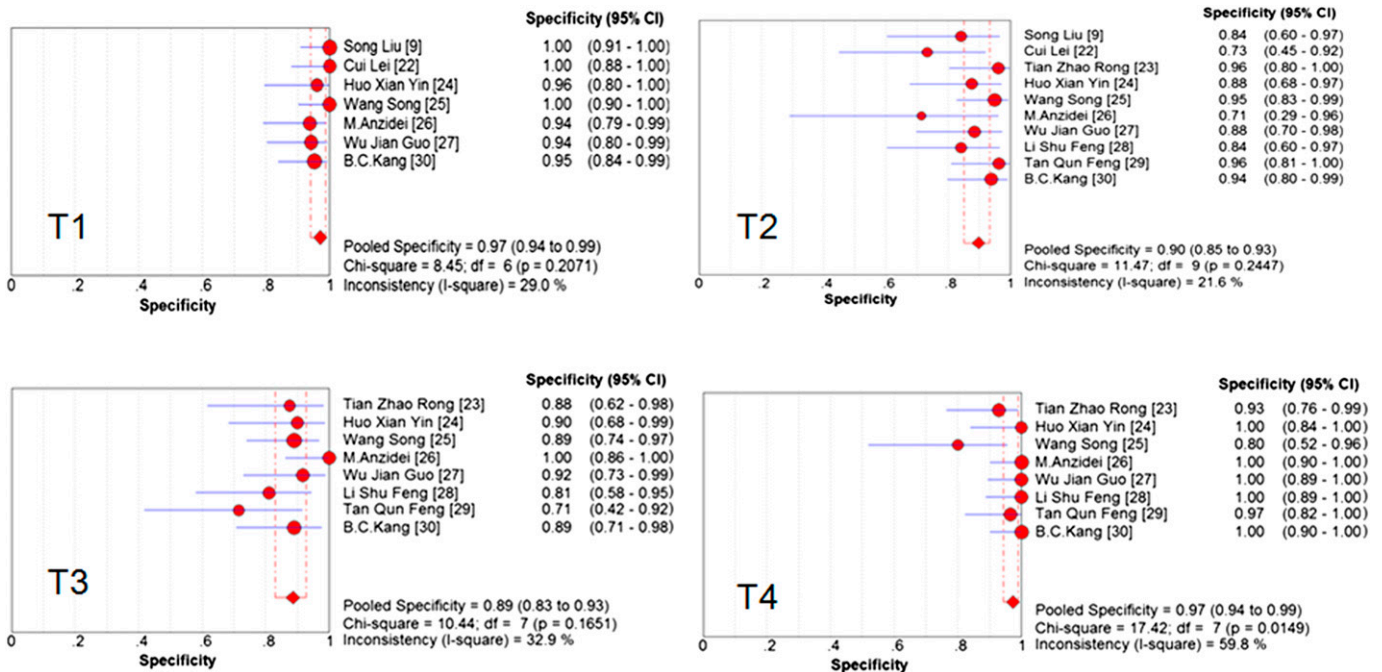 Specificity (95% CI)
Song Liu [9] 1.00 (0.91 - 1.00)
Cui Lei [22] 1.00 (0.88 - 1.00)
Huo Xian Yin [24] 0.96 (0.80 - 1.00)
Wang Song [25] 1.00 (0.90 - 1.00)
M.Anzidei [26] 0.94 (0.79 - 0.99)
Wu Jian Guo [27] 0.94 (0.80 - 0.99)
B.C.Kang [30] 0.95 (0.84 - 0.99)
T1
Pooled Specificity = 0.97 (0.94 to 0.99)
Chi-square = 8.45; df = 6 (p = 0.2071)
Inconsistency (I-square) = 29.0 %
0 .2 .4 .6 .8 1
Specificity
Specificity (95% CI)
Song Liu [9] 0.84 (0.60 - 0.97)
Cui Lei [22] 0.73 (0.45 - 0.92)
Tian Zhao Rong [23] 0.96 (0.80 - 1.00)
Huo Xian Yin [24] 0.88 (0.68 - 0.97)
Wang Song [25] 0.95 (0.83 - 0.99)
M.Anzidei [26] 0.71 (0.29 - 0.96)
Wu Jian Guo [27] 0.88 (0.70 - 0.98)
Li Shu Feng [28] 0.84 (0.60 - 0.97)
Tan Qun Feng [29] 0.96 (0.81 - 1.00)
B.C.Kang [30] 0.94 (0.80 - 0.99)
T2
Pooled Specificity = 0.90 (0.85 to 0.93)
Chi-square = 11.47; df = 9 (p = 0.2447)
Inconsistency (I-square) = 21.6 %
0 .2 .4 .6 .8 1
Specificity
Specificity (95% CI)
Tian Zhao Rong [23] 0.88 (0.62 - 0.98)
Huo Xian Yin [24] 0.90 (0.68 - 0.99)
Wang Song [25] 0.89 (0.74 - 0.97)
M.Anzidei [26] 1.00 (0.86 - 1.00)
Wu Jian Guo [27] 0.92 (0.73 - 0.99)
Li Shu Feng [28] 0.81 (0.58 - 0.95)
Tan Qun Feng [29] 0.71 (0.42 - 0.92)
B.C.Kang [30] 0.89 (0.71 - 0.98)
T3
Pooled Specificity = 0.89 (0.83 to 0.93)
Chi-square = 10.44; df = 7 (p = 0.1651)
Inconsistency (I-square) = 32.9 %
0 .2 .4 .6 .8 1
Specificity
Specificity (95% CI)
Tian Zhao Rong [23] 0.93 (0.76 - 0.99)
Huo Xian Yin [24] 1.00 (0.84 - 1.00)
Wang Song [25] 0.80 (0.52 - 0.96)
M.Anzidei [26] 1.00 (0.90 - 1.00)
Wu Jian Guo [27] 1.00 (0.89 - 1.00)
Li Shu Feng [28] 1.00 (0.89 - 1.00)
Tan Qun Feng [29] 0.97 (0.82 - 1.00)
B.C.Kang [30] 1.00 (0.90 - 1.00)
T4
Pooled Specificity = 0.97 (0.94 to 0.99)
Chi-square = 17.42; df = 7 (p = 0.0149)
Inconsistency (I-square) = 59.8 %
0 .2 .4 .6 .8 1
Specificity